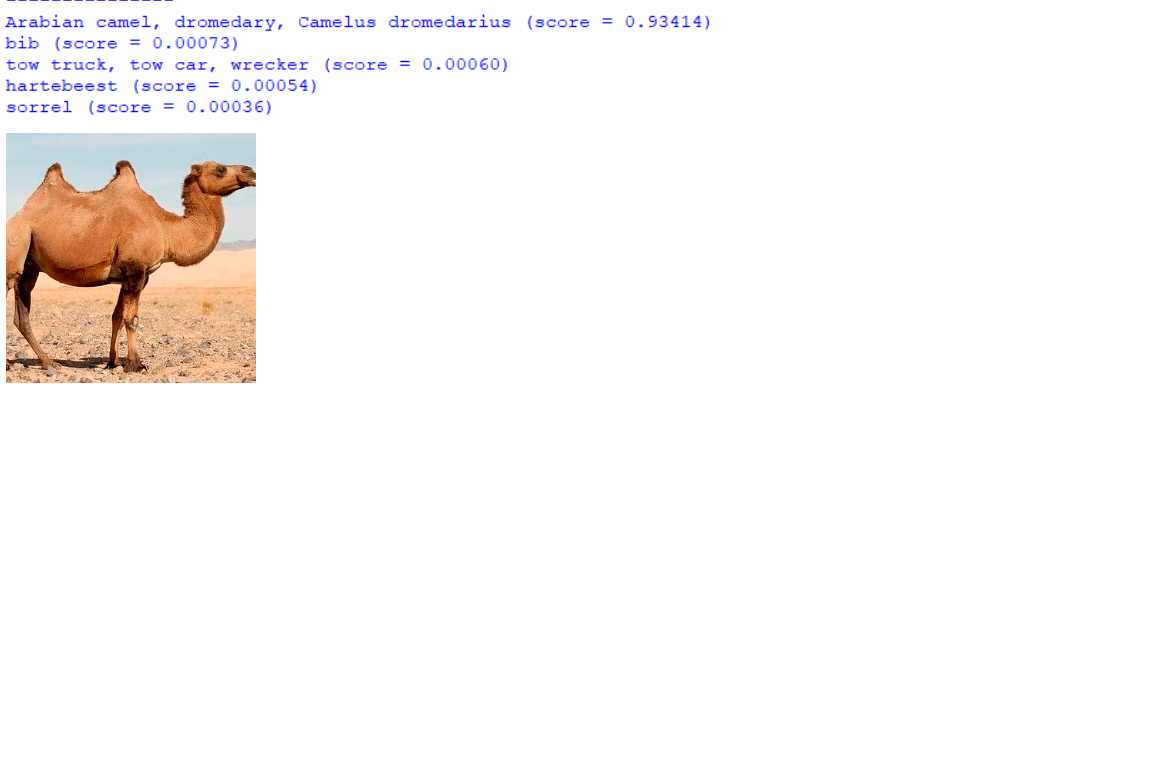 Arabian camel, dromedary, Camelus dromedarius (score = 0.93414)
bib (score = 0.00073)
tow truck, tow car, wrecker (score = 0.00060)
hartebeest (score = 0.00054)
sorrel (score = 0.00036)